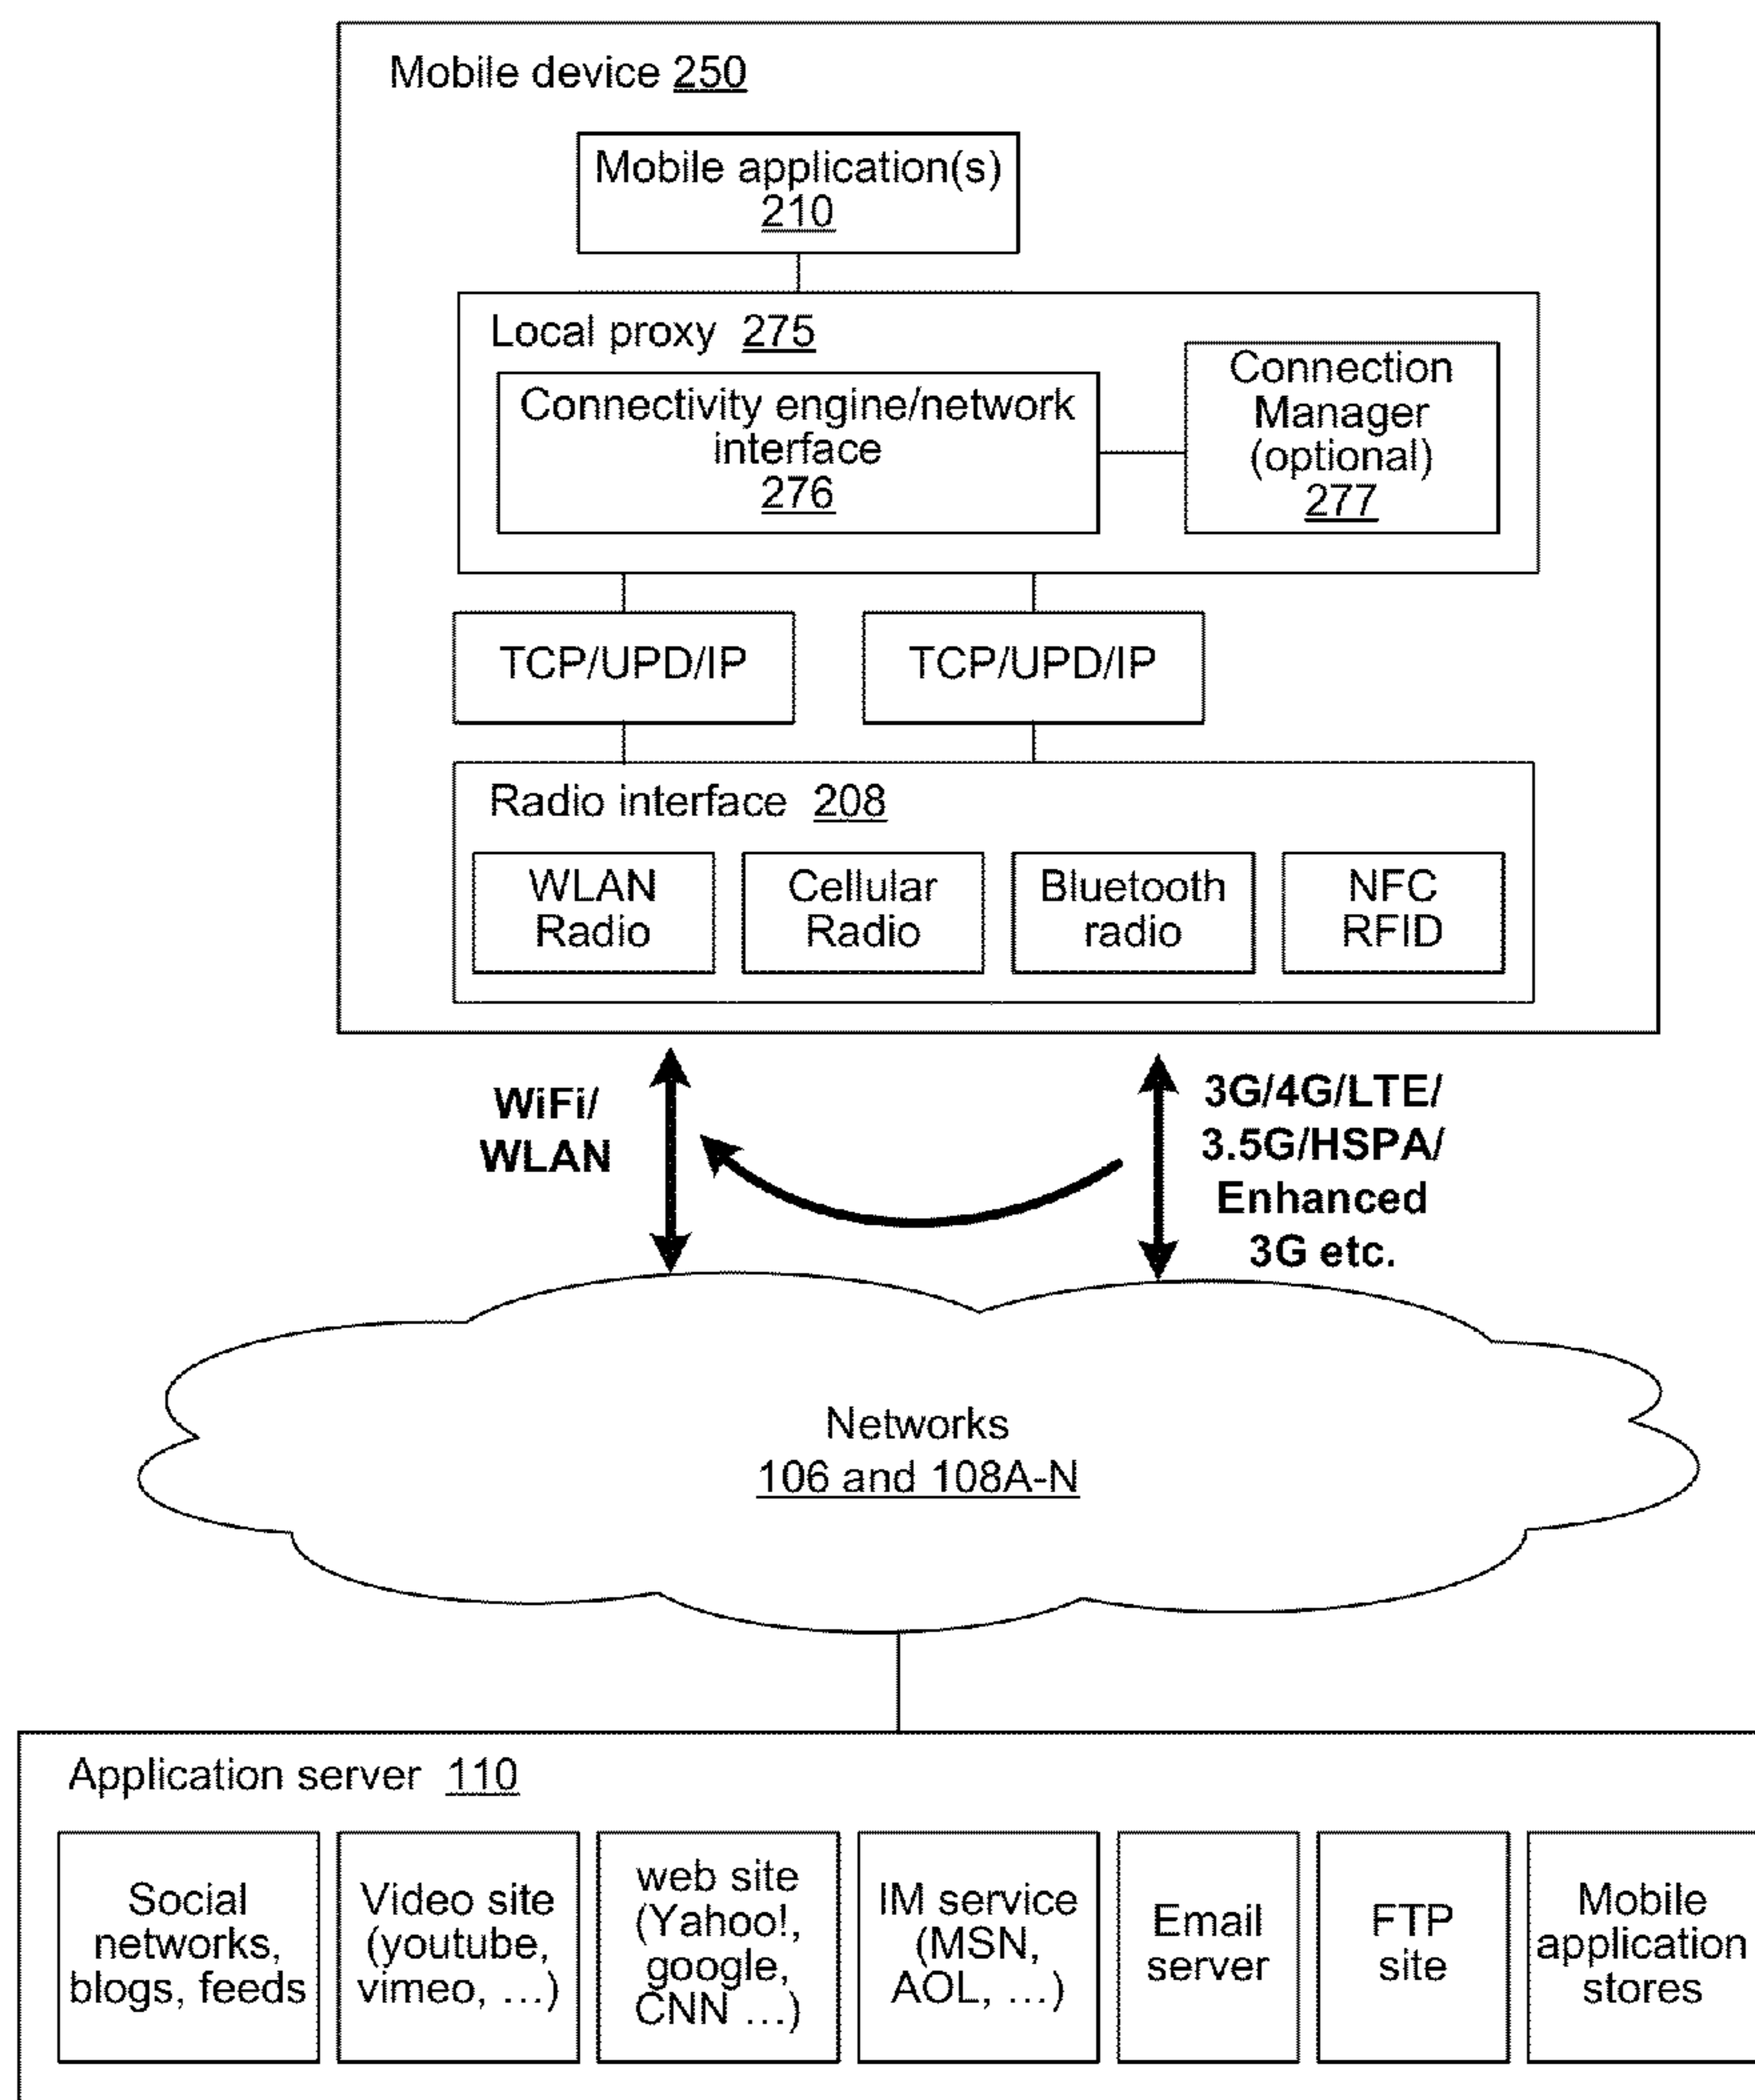 Mobile device 250
Mobile application(s)
210
Local proxy 275
Connectivity engine/network
interface
276
Connection
Manager
(optional)
277
TCP/UPD/IP
TCP/UPD/IP
Radio interface 208
WLAN
Radio
Cellular
Radio
Bluetooth
radio
NFC
RFID
WiFi/
WLAN
3G/4G/LTE/
3.5G/HSPA/
Enhanced
3G etc.
Networks
106 and 108A-N
Application server 110
Social
networks,
blogs, feeds
Video site
(youtube,
vimeo, …)
web site
(Yahoo!,
google,
CNN …)
IM service
(MSN,
AOL, …)
Email
server
FTP
site
Mobile
application
stores